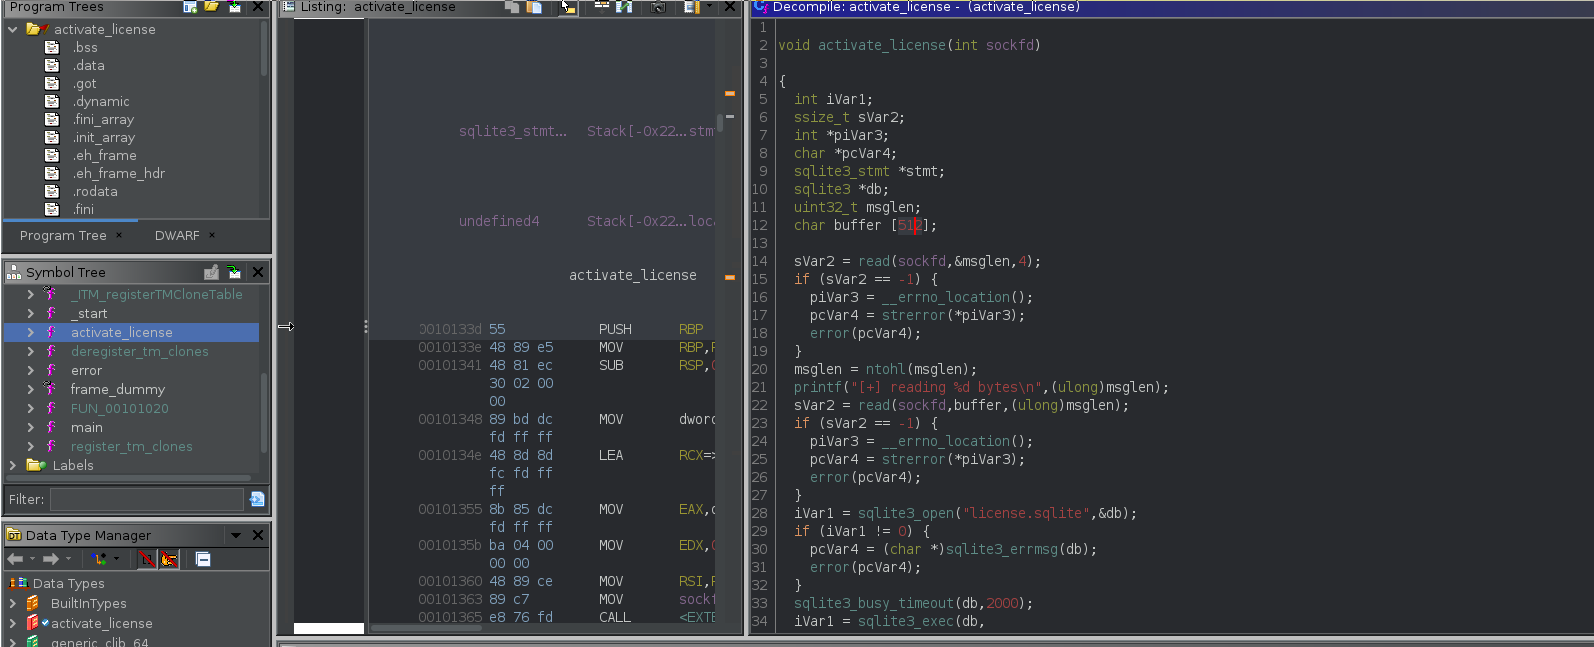 Program Trees
activate_license
.bss
.data
.got
.dynamic
.fini_array
.init_array
.eh_frame
.eh_frame_hdr
.rodata
.fini
Program Tree ×
DWARF ×
Symbol Tree
_ITM_registerTMCloneTable
_start
activate_license
deregister_tm_clones
error
frame_dummy
FUN_00101020
main
register_tm_clones
Labels
Filter:
Data Type Manager
Data Types
BuiltInTypes
activate_license
generic_clib_64
Listing: activate_license
sqlite3_stmt... Stack[-0x22...stm
undefined4 Stack[-0x22...loc
activate_license
0010133d 55 PUSH RBP
0010133e 48 89 e5 MOV RBP,
00101341 48 81 ec SUB RSP,
30 02 00
00
00101348 89 bd dc MOV dword
fd ff ff
0010134e 48 8d 8d LEA RCX=>
fc fd ff
ff
00101355 8b 85 dc MOV EAX,
fd ff ff
0010135b ba 04 00 MOV EDX,
00 00
00101360 48 89 ce MOV RSI,
00101363 89 c7 MOV sockf
00101365 e8 76 fd CALL <EXTE
Decompile: activate_license - (activate_license)
1
2 void activate_license(int sockfd)
3
4 {
5 int iVar1;
6 ssize_t sVar2;
7 int *piVar3;
8 char *pcVar4;
9 sqlite3_stmt *stmt;
10 sqlite3 *db;
11 uint32_t msglen;
12 char buffer [512];
13
14 sVar2 = read(sockfd,&msglen,4);
15 if (sVar2 == -1) {
16 piVar3 = __errno_location();
17 pcVar4 = strerror(*piVar3);
18 error(pcVar4);
19 }
20 msglen = ntohl(msglen);
21 printf("[+] reading %d bytes\n",(ulong)msglen);
22 sVar2 = read(sockfd,buffer,(ulong)msglen);
23 if (sVar2 == -1) {
24 piVar3 = __errno_location();
25 pcVar4 = strerror(*piVar3);
26 error(pcVar4);
27 }
28 iVar1 = sqlite3_open("license.sqlite",&db);
29 if (iVar1 != 0) {
30 pcVar4 = (char *)sqlite3_errmsg(db);
31 error(pcVar4);
32 }
33 sqlite3_busy_timeout(db,2000);
34 iVar1 = sqlite3_exec(db,